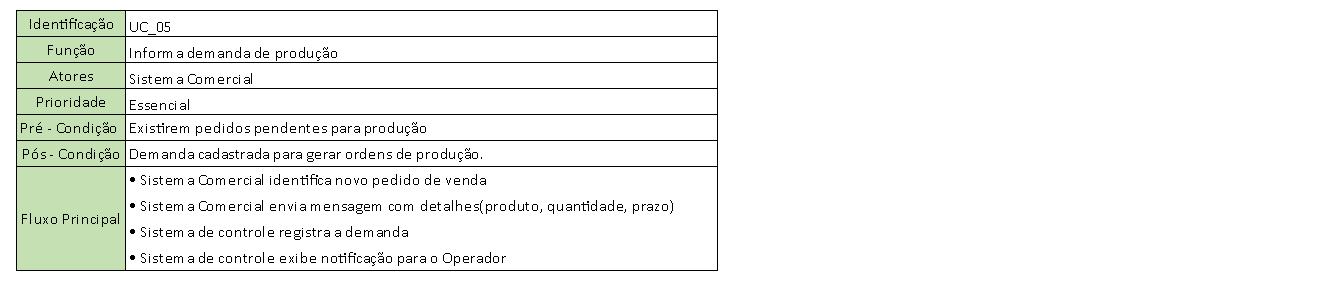 Identificação UC_05
Função Informa demanda de produção
Atores Sistema Comercial
Prioridade Essencial
Pré - Condição Existirem pedidos pendentes para produção
Pós - Condição Demanda cadastrada para gerar ordens de produção.
Fluxo Principal
• Sistema Comercial identifica novo pedido de venda
• Sistema Comercial envia mensagem com detalhes(produto, quantidade, prazo)
• Sistema de controle registra a demanda
• Sistema de controle exibe notificação para o Operador